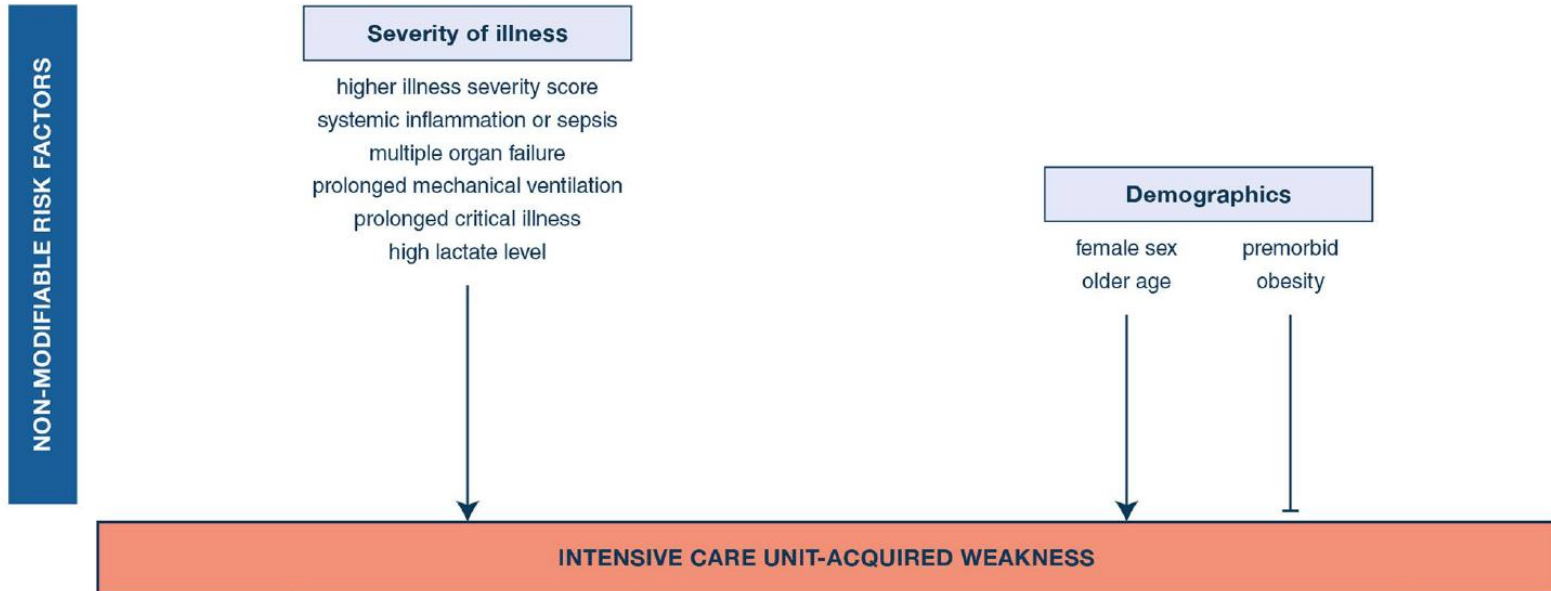 NON-MODIFIABLE RISK FACTORS
Severity of illness
higher illness severity score
systemic inflammation or sepsis
multiple organ failure
prolonged mechanical ventilation
prolonged critical illness
high lactate level
Demographics
female sex
older age
premorbid
obesity
INTENSIVE CARE UNIT-ACQUIRED WEAKNESS